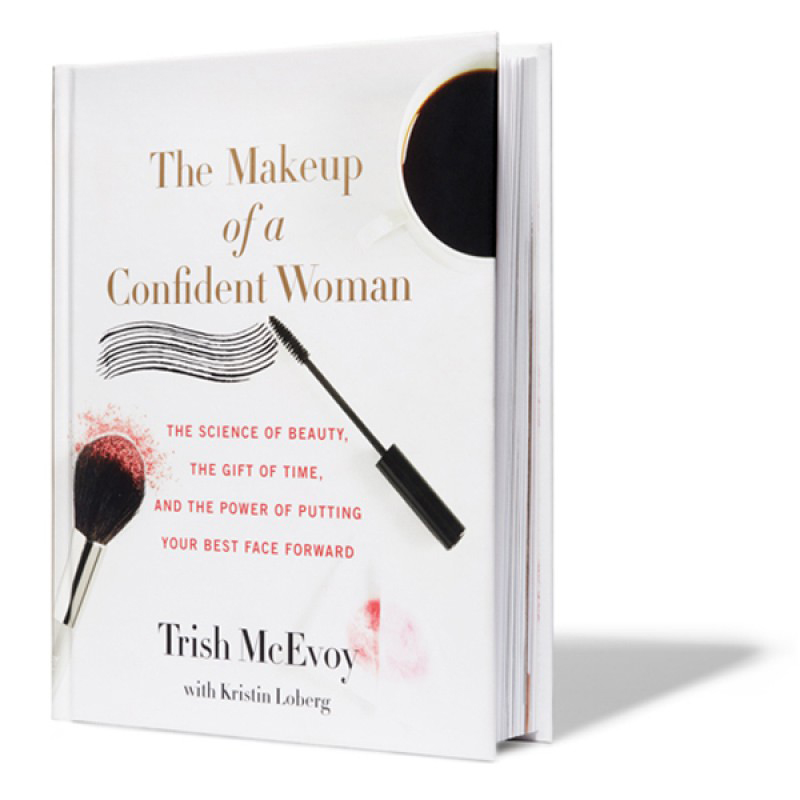 The Makeup
of a
Confident Woman
THE SCIENCE OF BEAUTY,
THE GIFT OF TIME,
AND THE POWER OF PUTTING
YOUR BEST FACE FORWARD
Trish McEvoy
with Kristin Loberg